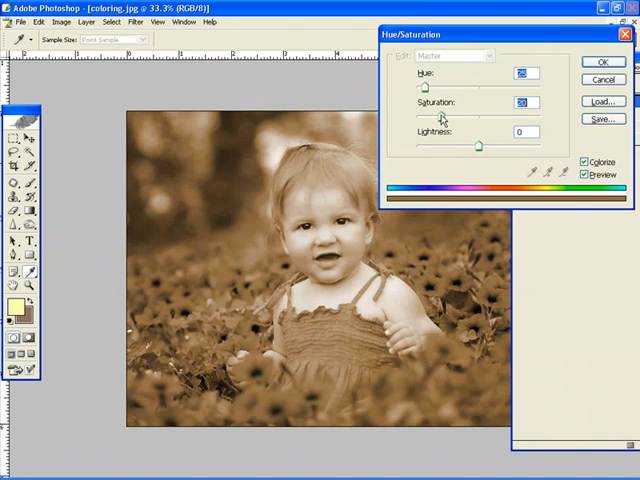 Adobe Photoshop - [coloring.jpg @ 33.3% (RGB/8)]
File Edit Image Layer Select Filter View Window Help
Sample Size: Point Sample
Hue/Saturation
Edit: Master
Hue: 25
Saturation: 20
Lightness: 0
OK
Cancel
Load...
Save...
Colorize
Preview